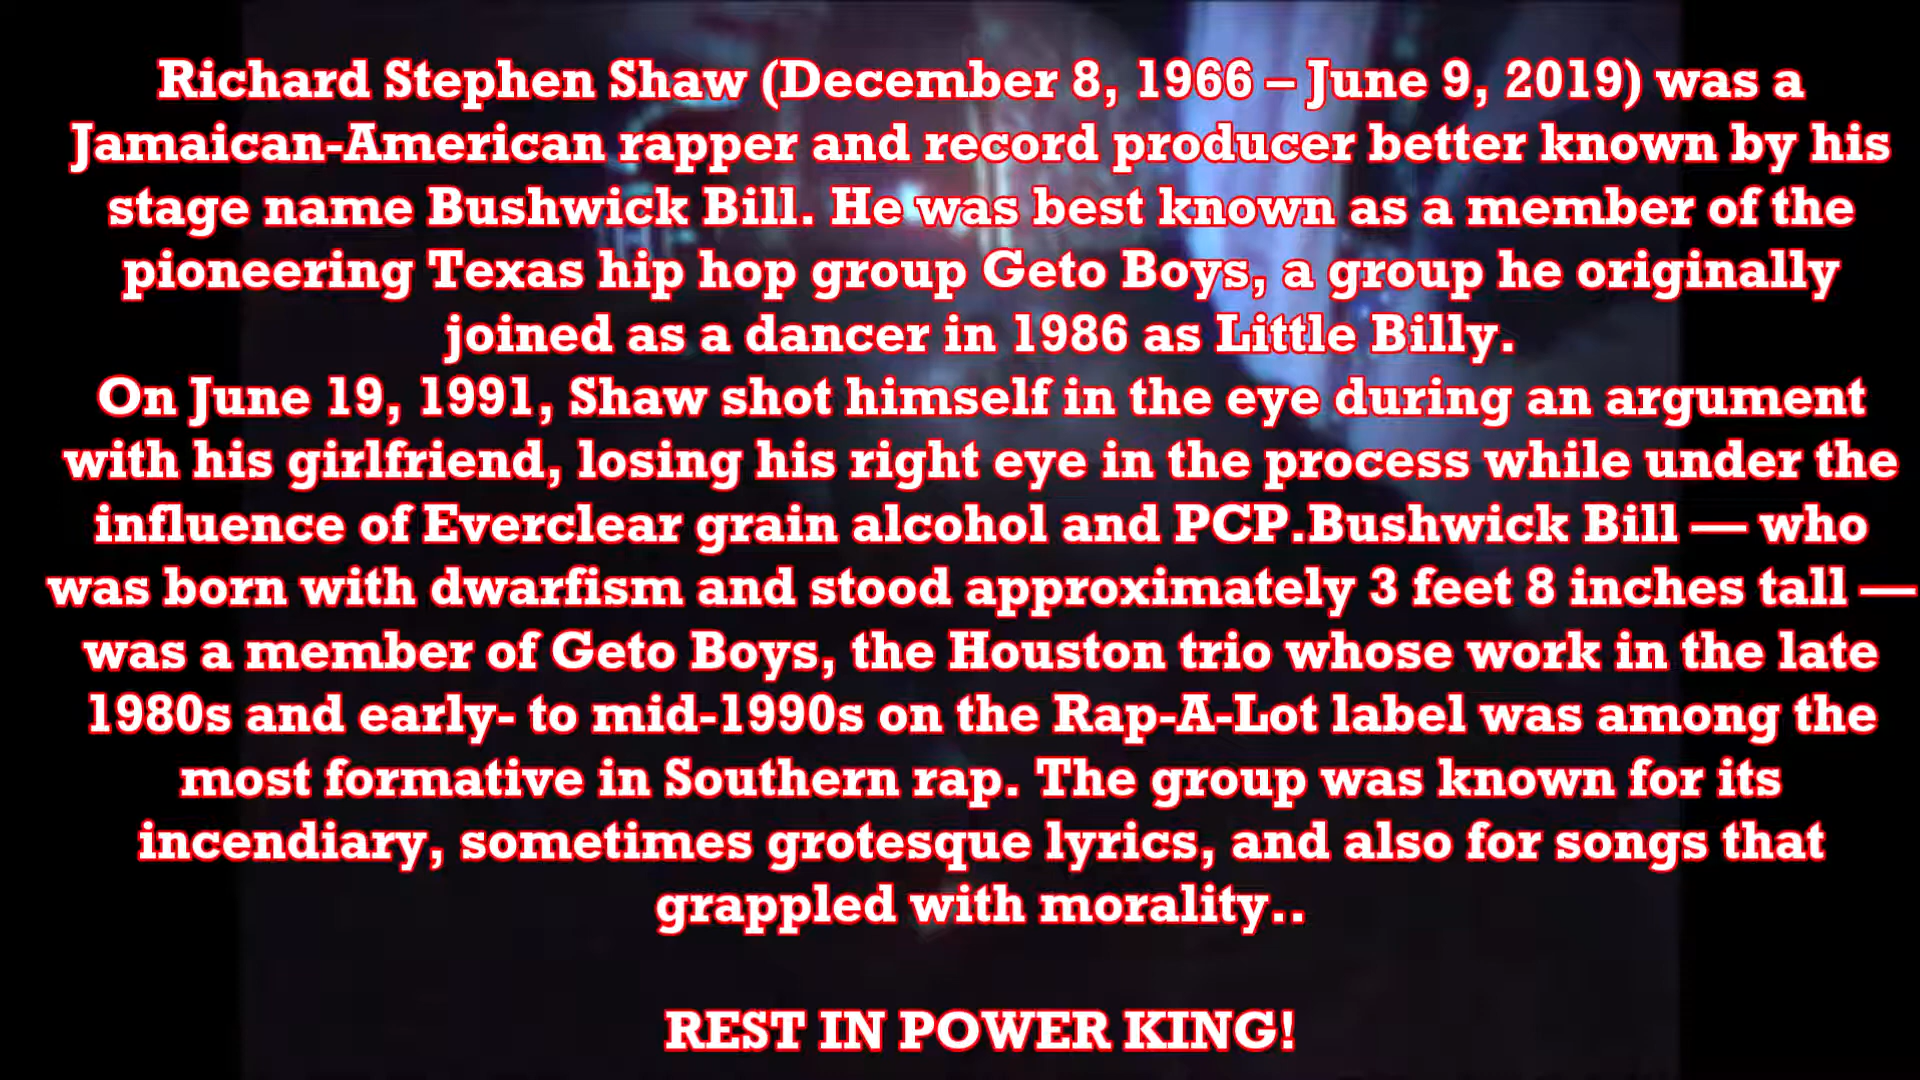 Richard Stephen Shaw (December 8, 1966 – June 9, 2019) was a
Jamaican-American rapper and record producer better known by his
stage name Bushwick Bill. He was best known as a member of the
pioneering Texas hip hop group Geto Boys, a group he originally
joined as a dancer in 1986 as Little Billy.
On June 19, 1991, Shaw shot himself in the eye during an argument
with his girlfriend, losing his right eye in the process while under the
influence of Everclear grain alcohol and PCP.Bushwick Bill — who
was born with dwarfism and stood approximately 3 feet 8 inches tall —
was a member of Geto Boys, the Houston trio whose work in the late
1980s and early- to mid-1990s on the Rap-A-Lot label was among the
most formative in Southern rap. The group was known for its
incendiary, sometimes grotesque lyrics, and also for songs that
grappled with morality..
REST IN POWER KING!